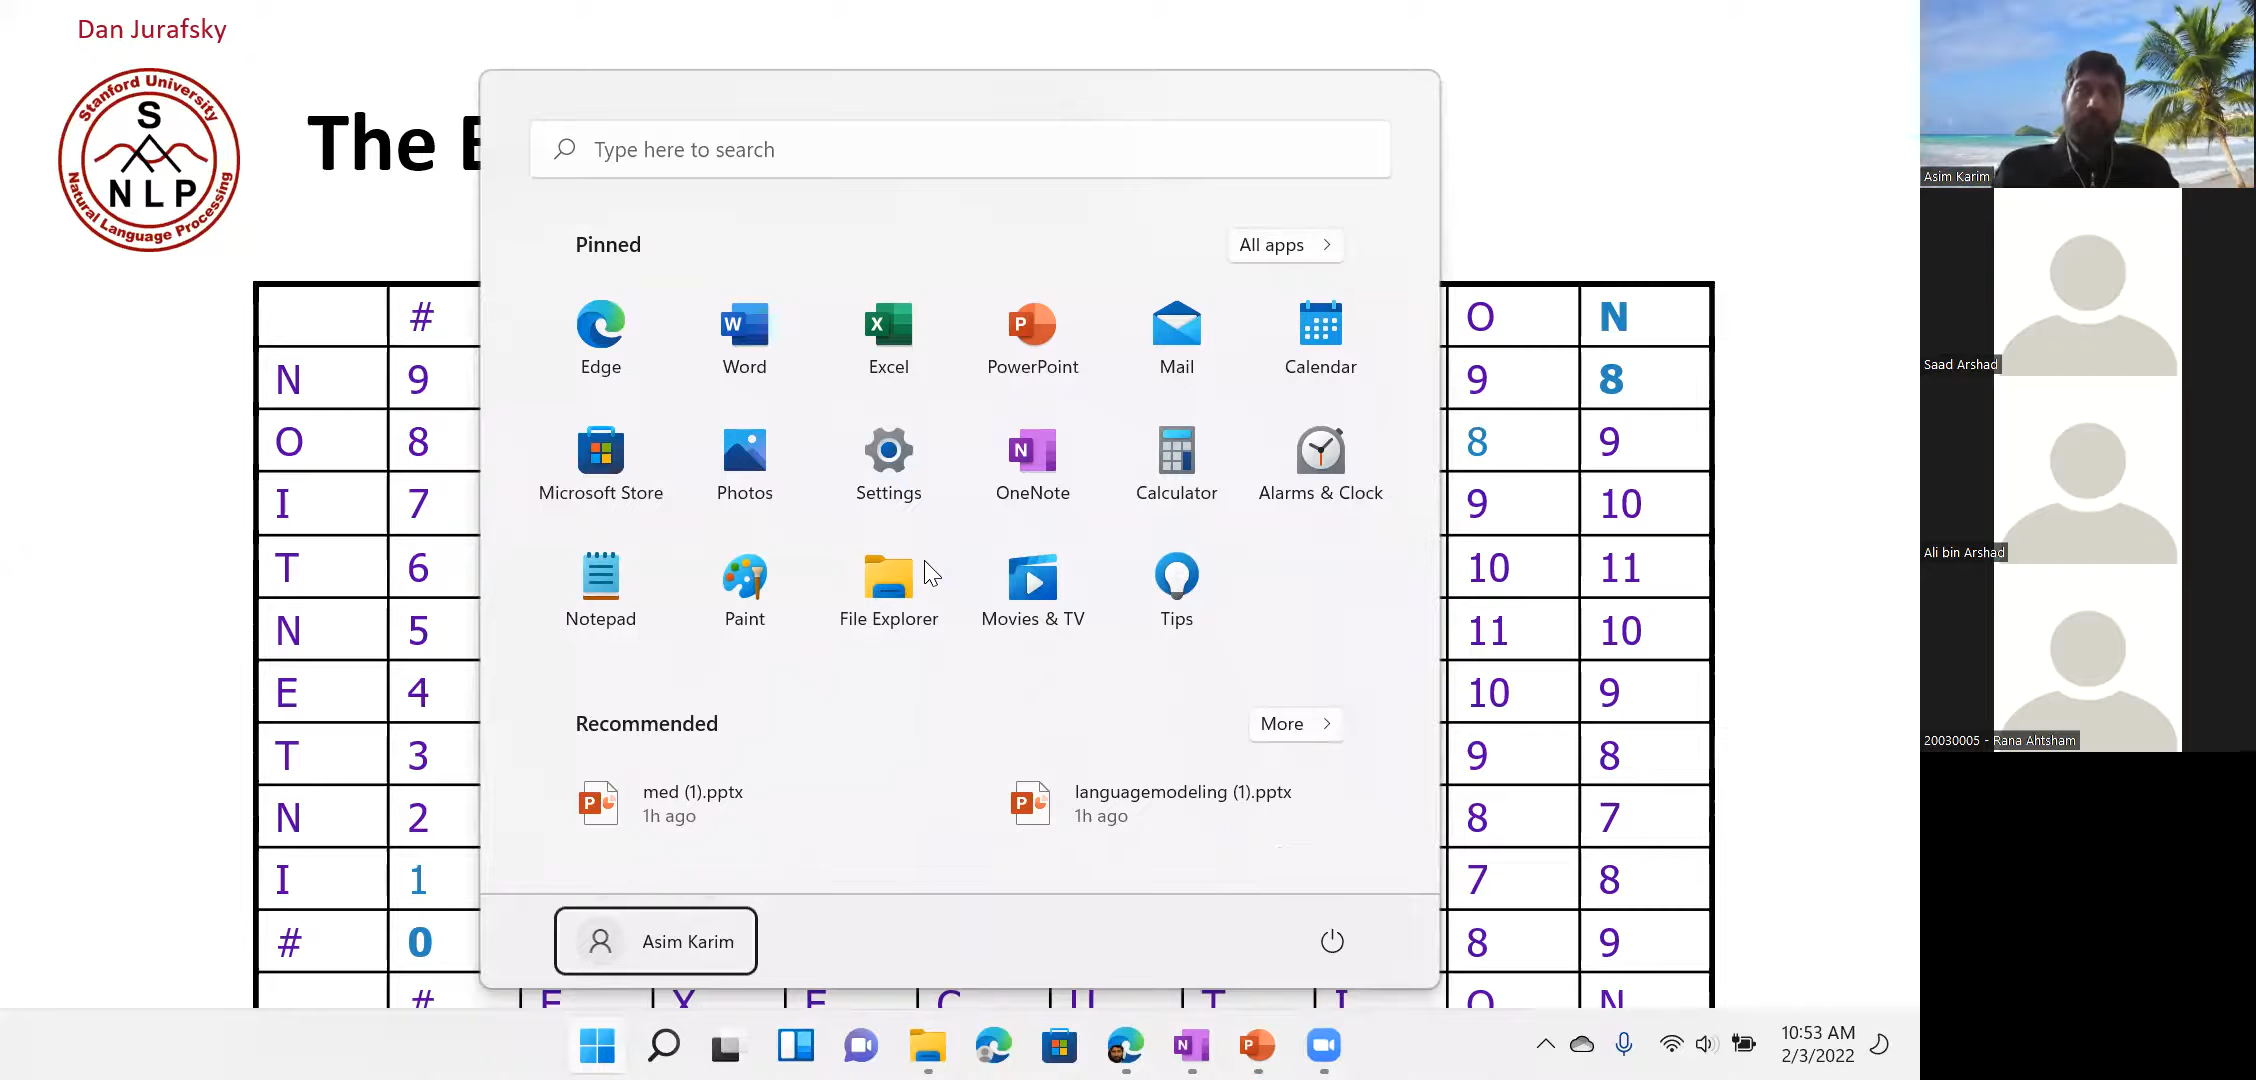 Dan Jurafsky
Stanford University
S
NLP
Natural Language Processing
The E
Type here to search
Pinned
All apps
Edge
Word
Excel
PowerPoint
Mail
Calendar
Microsoft Store
Photos
Settings
OneNote
Calculator
Alarms & Clock
Notepad
Paint
File Explorer
Movies & TV
Tips
Recommended
More
med (1).pptx
1h ago
languagemodeling (1).pptx
1h ago
Asim Karim
# O N
N 9 9 8
O 8 8 9
I 7 9 10
T 6 10 11
N 5 11 10
E 4 10 9
T 3 9 8
N 2 8 7
I 1 7 8
# 0 8 9
# E X E C U T I O N
10:53 AM
2/3/2022
Asim Karim
Saad Arshad
Ali bin Arshad
20030005 - Rana Ahtsham